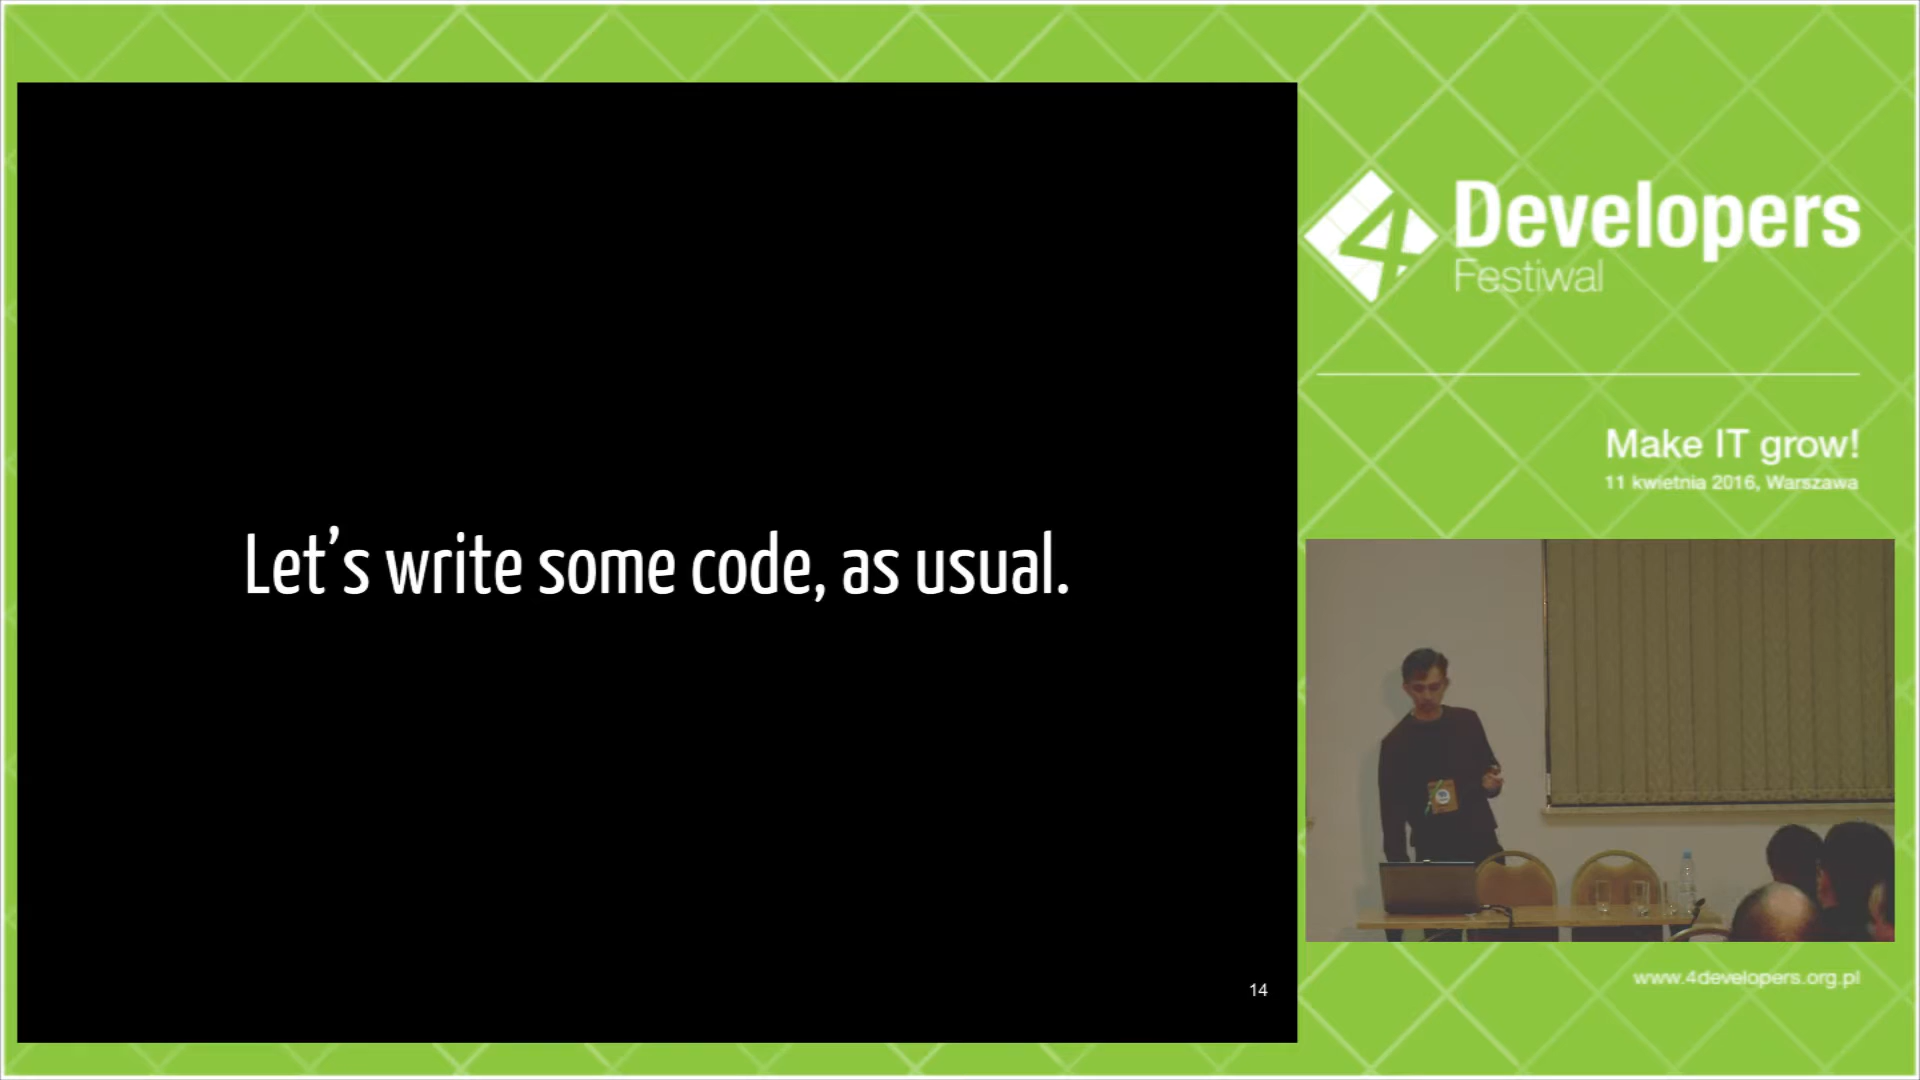 Let’s write some code, as usual.
14
4 Developers
Festiwal
Make IT grow!
11 kwietnia 2016, Warszawa
www.4developers.org.pl